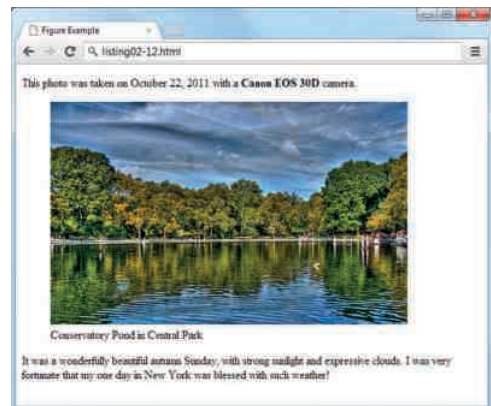 Figure Example
listing02-12.html
This photo was taken on October 22, 2011 with a Canon EOS 30D camera.
Conservatory Pond in Central Park
It was a wonderfully beautiful autumn Sunday, with strong sunlight and expressive clouds. I was very
fortunate that my one day in New York was blessed with such weather!